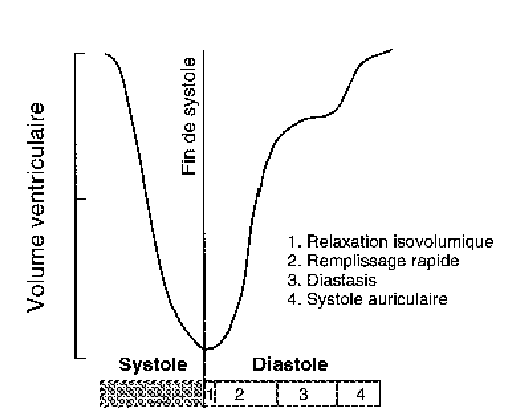 Volume ventriculaire
Fin de systole
1. Relaxation isovolumique
2. Remplissage rapide
3. Diastasis
4. Systole auriculaire
Systole
Diastole
1 2 3 4